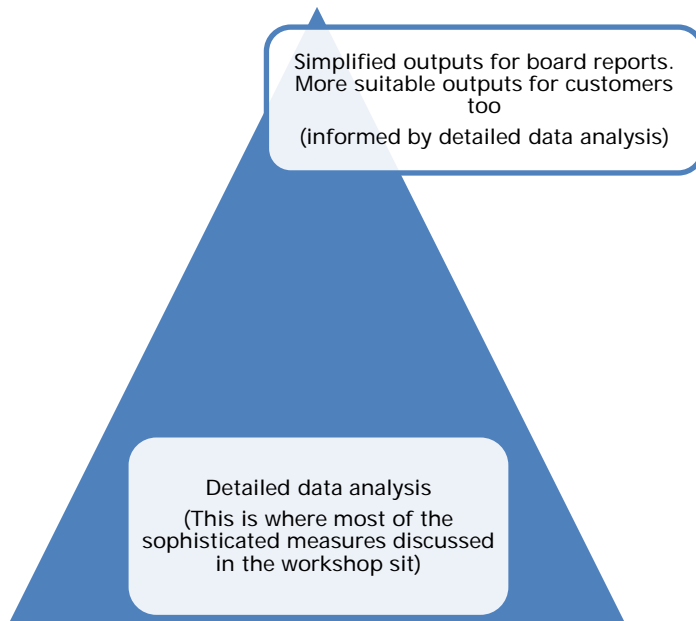 Simplified outputs for board reports.
More suitable outputs for customers
too
(informed by detailed data analysis)
Detailed data analysis
(This is where most of the
sophisticated measures discussed
in the workshop sit)